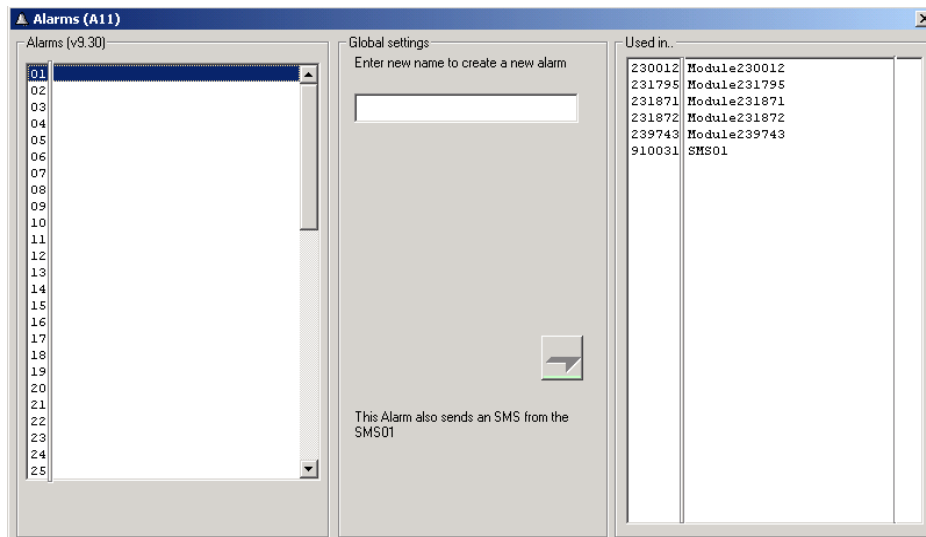 Alarms (A11)
Alarms (v9.30)
01
02
03
04
05
06
07
08
09
10
11
12
13
14
15
16
17
18
19
20
21
22
23
24
25
Global settings
Enter new name to create a new alarm
This Alarm also sends an SMS from the
SMS01
Used in..
230012 Module230012
231795 Module231795
231871 Module231871
231872 Module231872
239743 Module239743
910031 SMS01